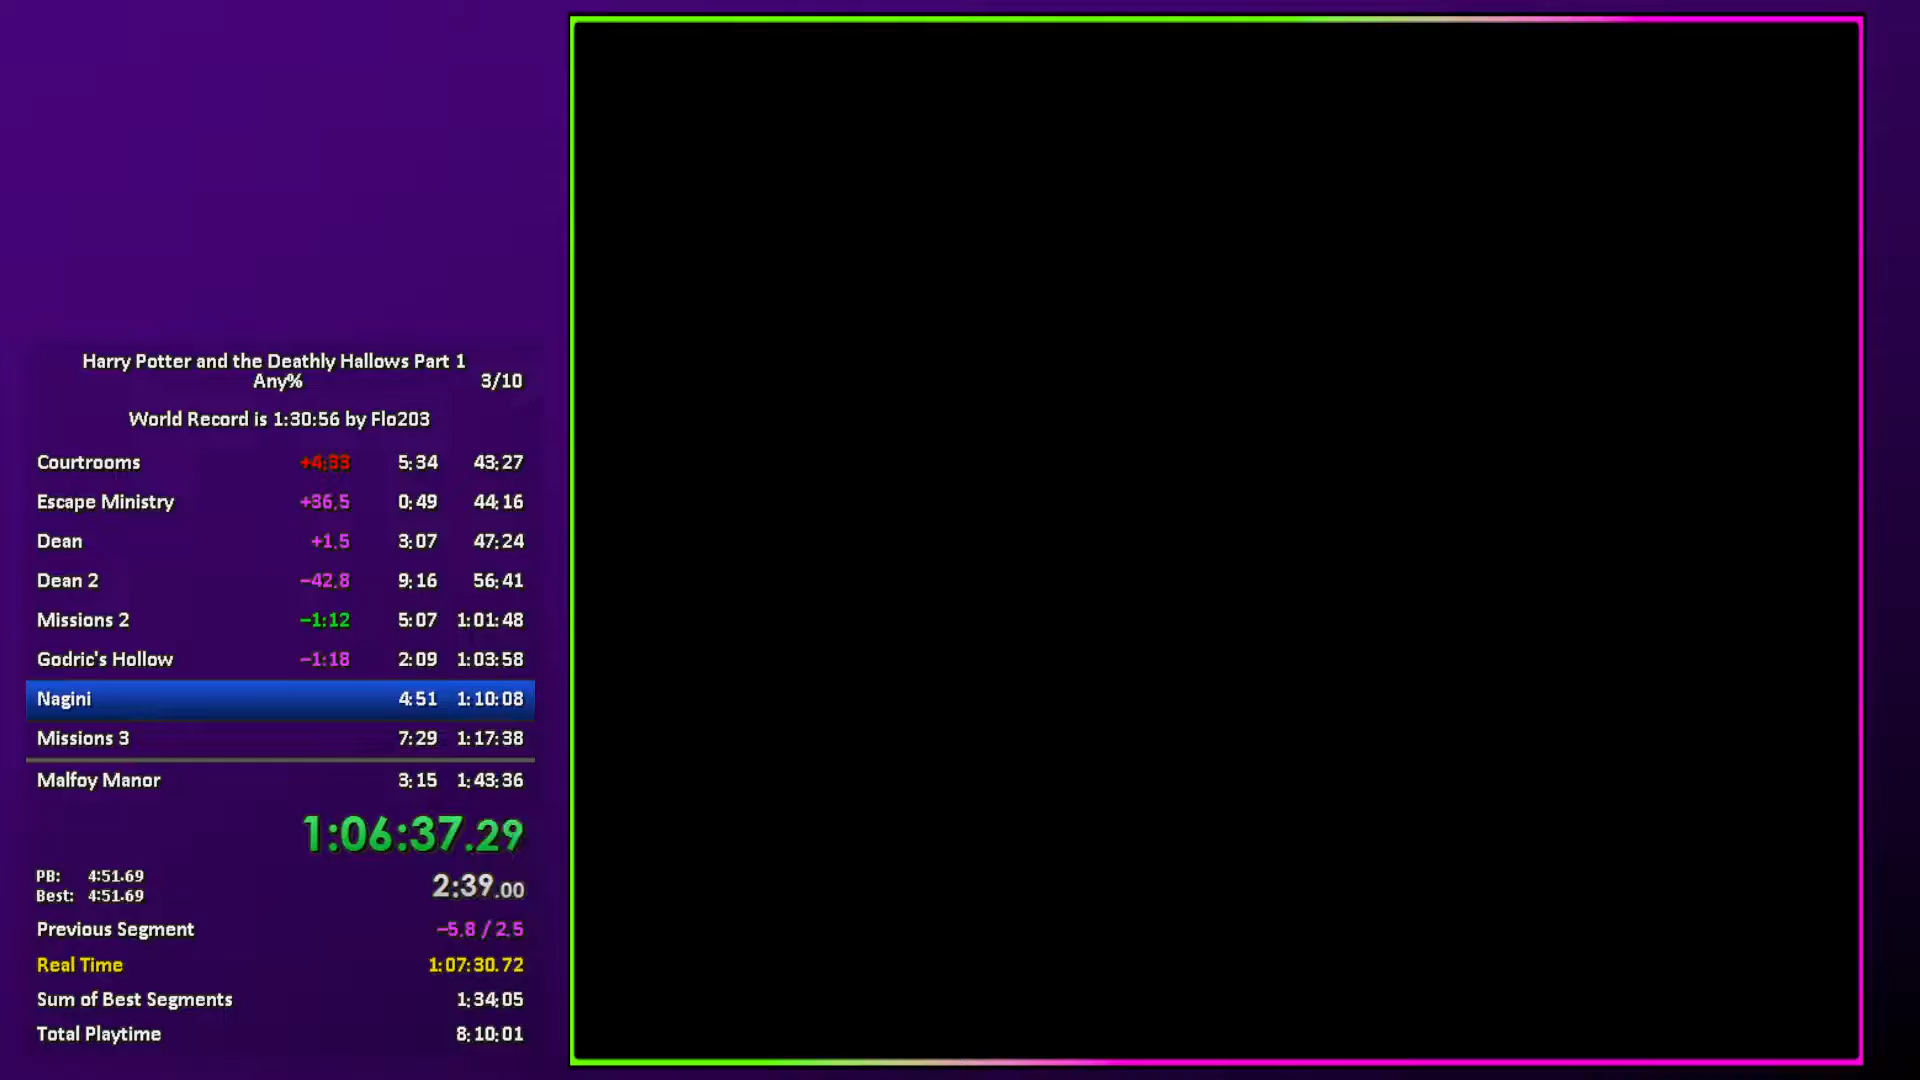 Harry Potter and the Deathly Hallows Part 1
Any% 3/10
World Record is 1:30:56 by Flo203
Courtrooms +4:33 5:34 43:27
Escape Ministry +36.5 0:49 44:16
Dean +1.5 3:07 47:24
Dean 2 −42.8 9:16 56:41
Missions 2 −1:12 5:07 1:01:48
Godric's Hollow −1:18 2:09 1:03:58
Nagini 4:51 1:10:08
Missions 3 7:29 1:17:38
Malfoy Manor 3:15 1:43:36
1:06:37.29
PB: 4:51.69
Best: 4:51.69
2:39.00
Previous Segment −5.8 / 2.5
Real Time 1:07:30.72
Sum of Best Segments 1:34:05
Total Playtime 8:10:01